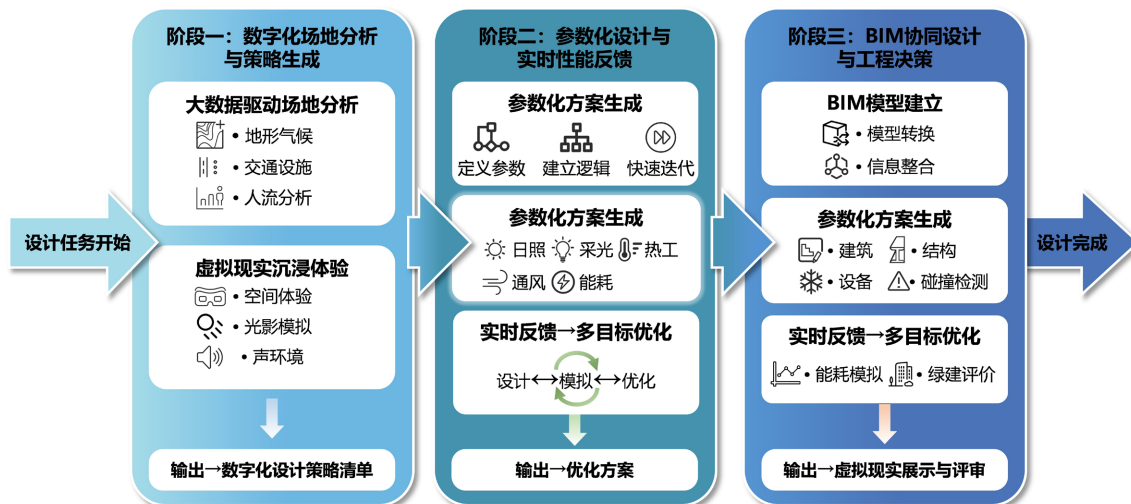 设计任务开始
阶段一：数字化场地分析
与策略生成
大数据驱动场地分析
• 地形气候
• 交通设施
• 人流分析
虚拟现实沉浸体验
• 空间体验
• 光影模拟
• 声环境
输出→数字化设计策略清单
阶段二：参数化设计与
实时性能反馈
参数化方案生成
定义参数 建立逻辑 快速迭代
参数化方案生成
日照 采光 热工
通风 能耗
实时反馈→多目标优化
设计↔模拟↔优化
输出→优化方案
阶段三：BIM协同设计
与工程决策
BIM模型建立
• 模型转换
• 信息整合
参数化方案生成
• 建筑 • 结构
• 设备 • 碰撞检测
实时反馈→多目标优化
• 能耗模拟 • 绿建评价
输出→虚拟现实展示与评审
设计完成